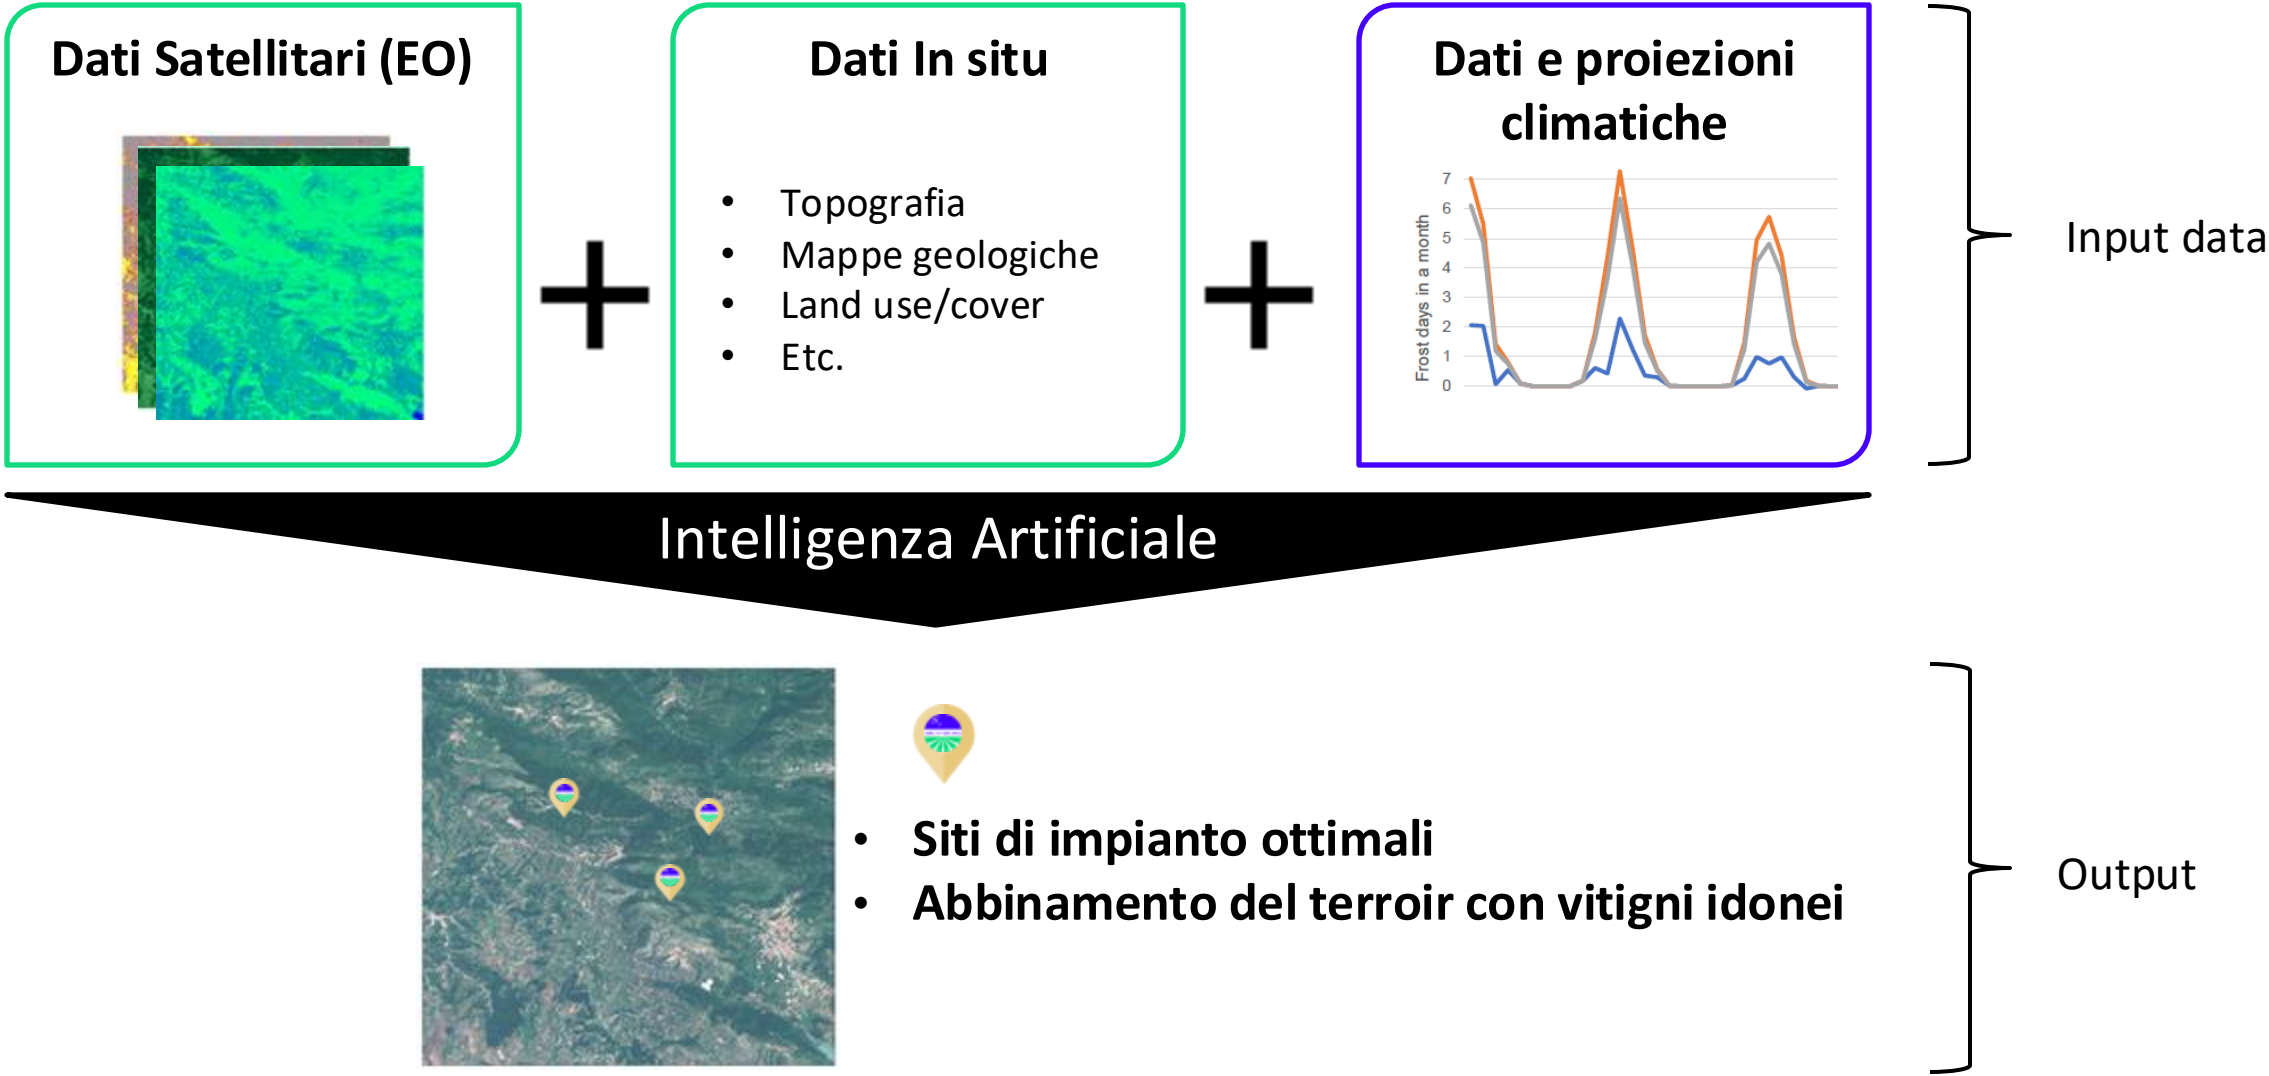 Dati Satellitari (EO)
Dati In situ
• Topografia
• Mappe geologiche
• Land use/cover
• Etc.
Dati e proiezioni
climatiche
Frost days in a month
7
6
5
4
3
2
1
0
Input data
Intelligenza Artificiale
• Siti di impianto ottimali
• Abbinamento del terroir con vitigni idonei
Output